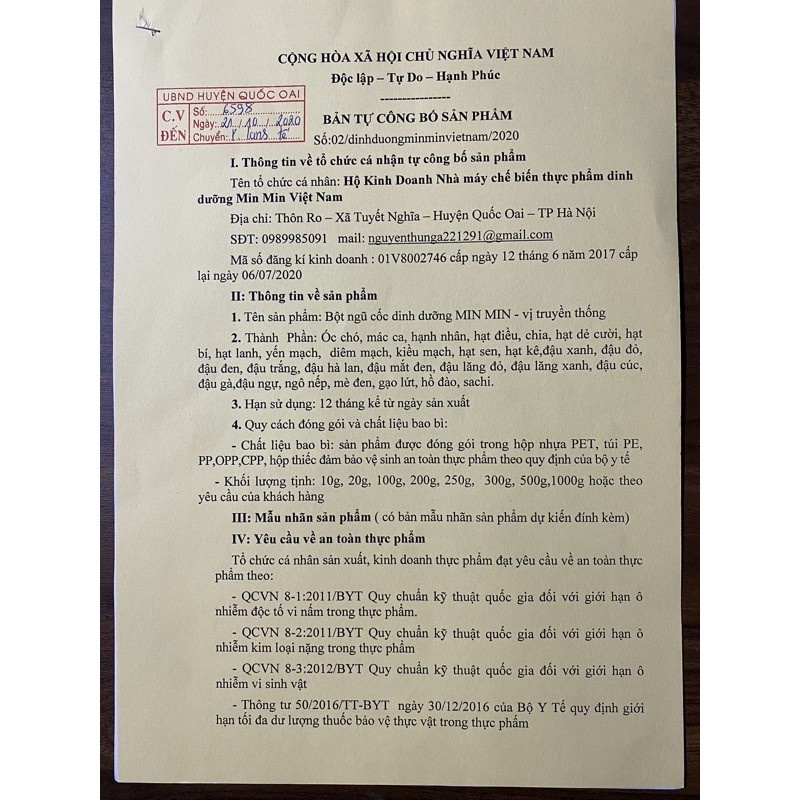 CỘNG HÒA XÃ HỘI CHỦ NGHĨA VIỆT NAM
Độc lập – Tự Do – Hạnh Phúc
----------------
UBND HUYỆN QUỐC OAI
C.V ĐẾN
Số: 6598
Ngày: 21/10/2020
Chuyển:
BẢN TỰ CÔNG BỐ SẢN PHẨM
Số:02/dinhduongminminvietnam/2020
I. Thông tin về tổ chức cá nhận tự công bố sản phẩm
Tên tổ chức cá nhân: Hộ Kinh Doanh Nhà máy chế biến thực phẩm dinh
dưỡng Min Min Việt Nam
Địa chỉ: Thôn Ro – Xã Tuyết Nghĩa – Huyện Quốc Oai – TP Hà Nội
SĐT: 0989985091 mail: nguyenthunga221291@gmail.com
Mã số đăng kí kinh doanh : 01V8002746 cấp ngày 12 tháng 6 năm 2017 cấp
lại ngày 06/07/2020
II: Thông tin về sản phẩm
1. Tên sản phẩm: Bột ngũ cốc dinh dưỡng MIN MIN - vị truyền thống
2. Thành Phần: Óc chó, mác ca, hạnh nhân, hạt điều, chia, hạt dẻ cười, hạt
bí, hạt lanh, yến mạch, diêm mạch, kiều mạch, hạt sen, hạt kê,đậu xanh, đậu đỏ,
đậu đen, đậu trắng, đậu hà lan, đậu mắt đen, đậu lăng đỏ, đậu lăng xanh, đậu cúc,
đậu gà,đậu ngự, ngô nếp, mè đen, gạo lứt, hồ đào, sachi.
3. Hạn sử dụng: 12 tháng kể từ ngày sản xuất
4. Quy cách đóng gói và chất liệu bao bì:
- Chất liệu bao bì: sản phẩm được đóng gói trong hộp nhựa PET, túi PE,
PP,OPP,CPP, hộp thiếc đảm bảo vệ sinh an toàn thực phẩm theo quy định của bộ y tế
- Khối lượng tịnh: 10g, 20g, 100g, 200g, 250g, 300g, 500g,1000g hoặc theo
yêu cầu của khách hàng
III: Mẫu nhãn sản phẩm ( có bản mẫu nhãn sản phẩm dự kiến đính kèm)
IV: Yêu cầu về an toàn thực phẩm
Tổ chức cá nhân sản xuất, kinh doanh thực phẩm đạt yêu cầu về an toàn thực
phẩm theo:
- QCVN 8-1:2011/BYT Quy chuẩn kỹ thuật quốc gia đối với giới hạn ô
nhiễm độc tố vi nấm trong thực phẩm.
- QCVN 8-2:2011/BYT Quy chuẩn kỹ thuật quốc gia đối với giới hạn ô
nhiễm kim loại nặng trong thực phẩm
- QCVN 8-3:2012/BYT Quy chuẩn kỹ thuật quốc gia đối với giới hạn ô
nhiễm vi sinh vật
- Thông tư 50/2016/TT-BYT ngày 30/12/2016 của Bộ Y Tế quy định giới
hạn tối đa dư lượng thuốc bảo vệ thực vật trong thực phẩm